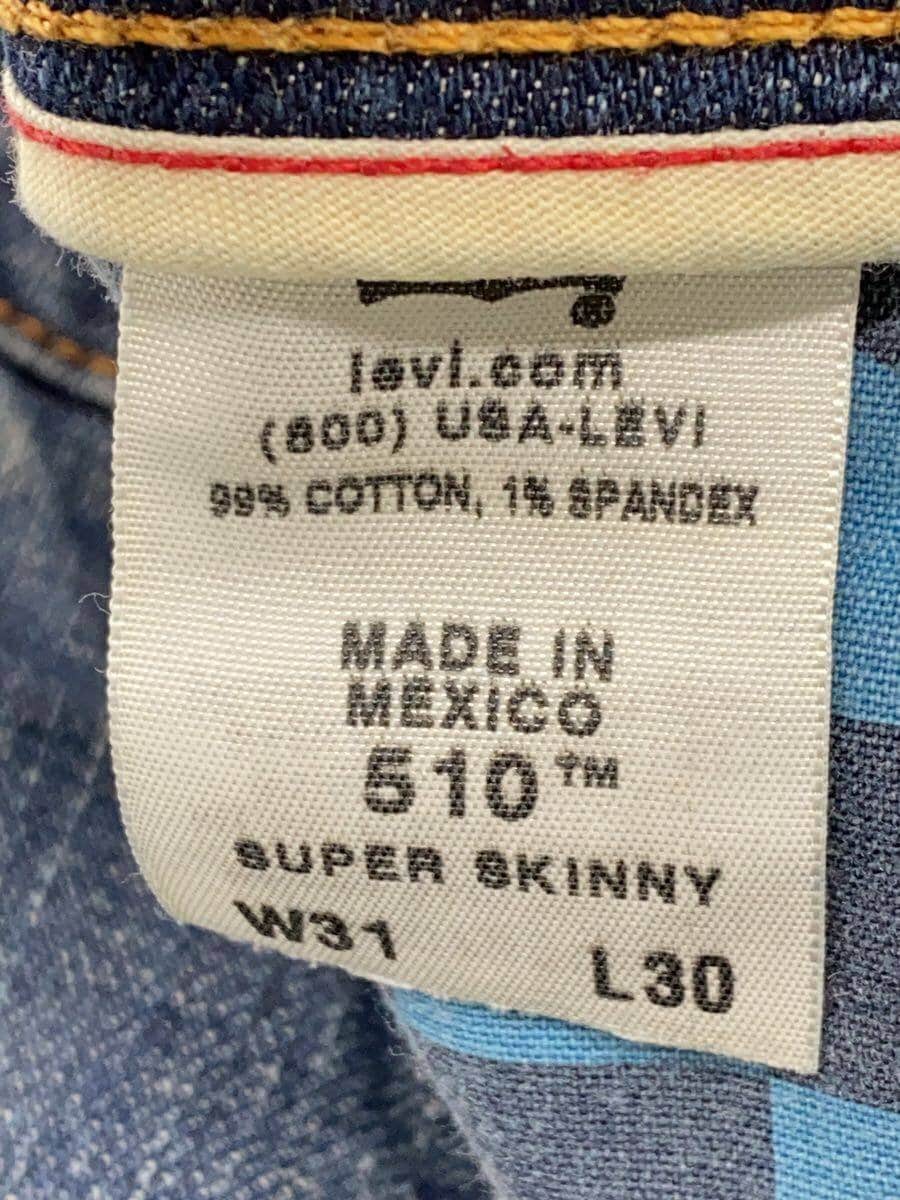 levi.com
(800) USA-LEVI
99% COTTON, 1% SPANDEX
MADE IN
MEXICO
510™
SUPER SKINNY
W31 L30